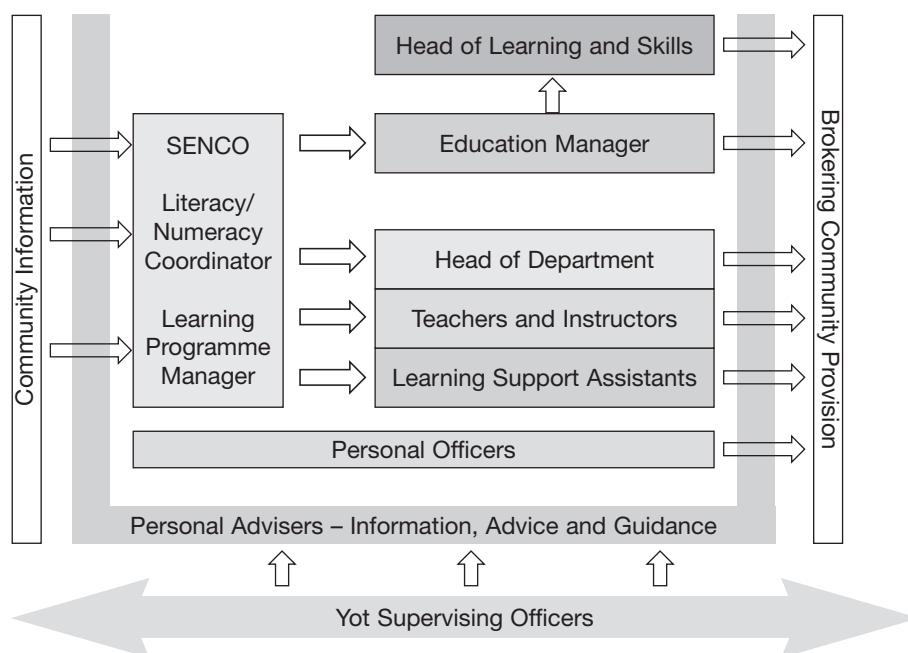 Community Information
Head of Learning and Skills
SENCO
Education Manager
Literacy/
Numeracy
Coordinator
Head of Department
Learning
Programme
Manager
Teachers and Instructors
Learning Support Assistants
Personal Officers
Personal Advisers – Information, Advice and Guidance
Yot Supervising Officers
Brokering Community Provision